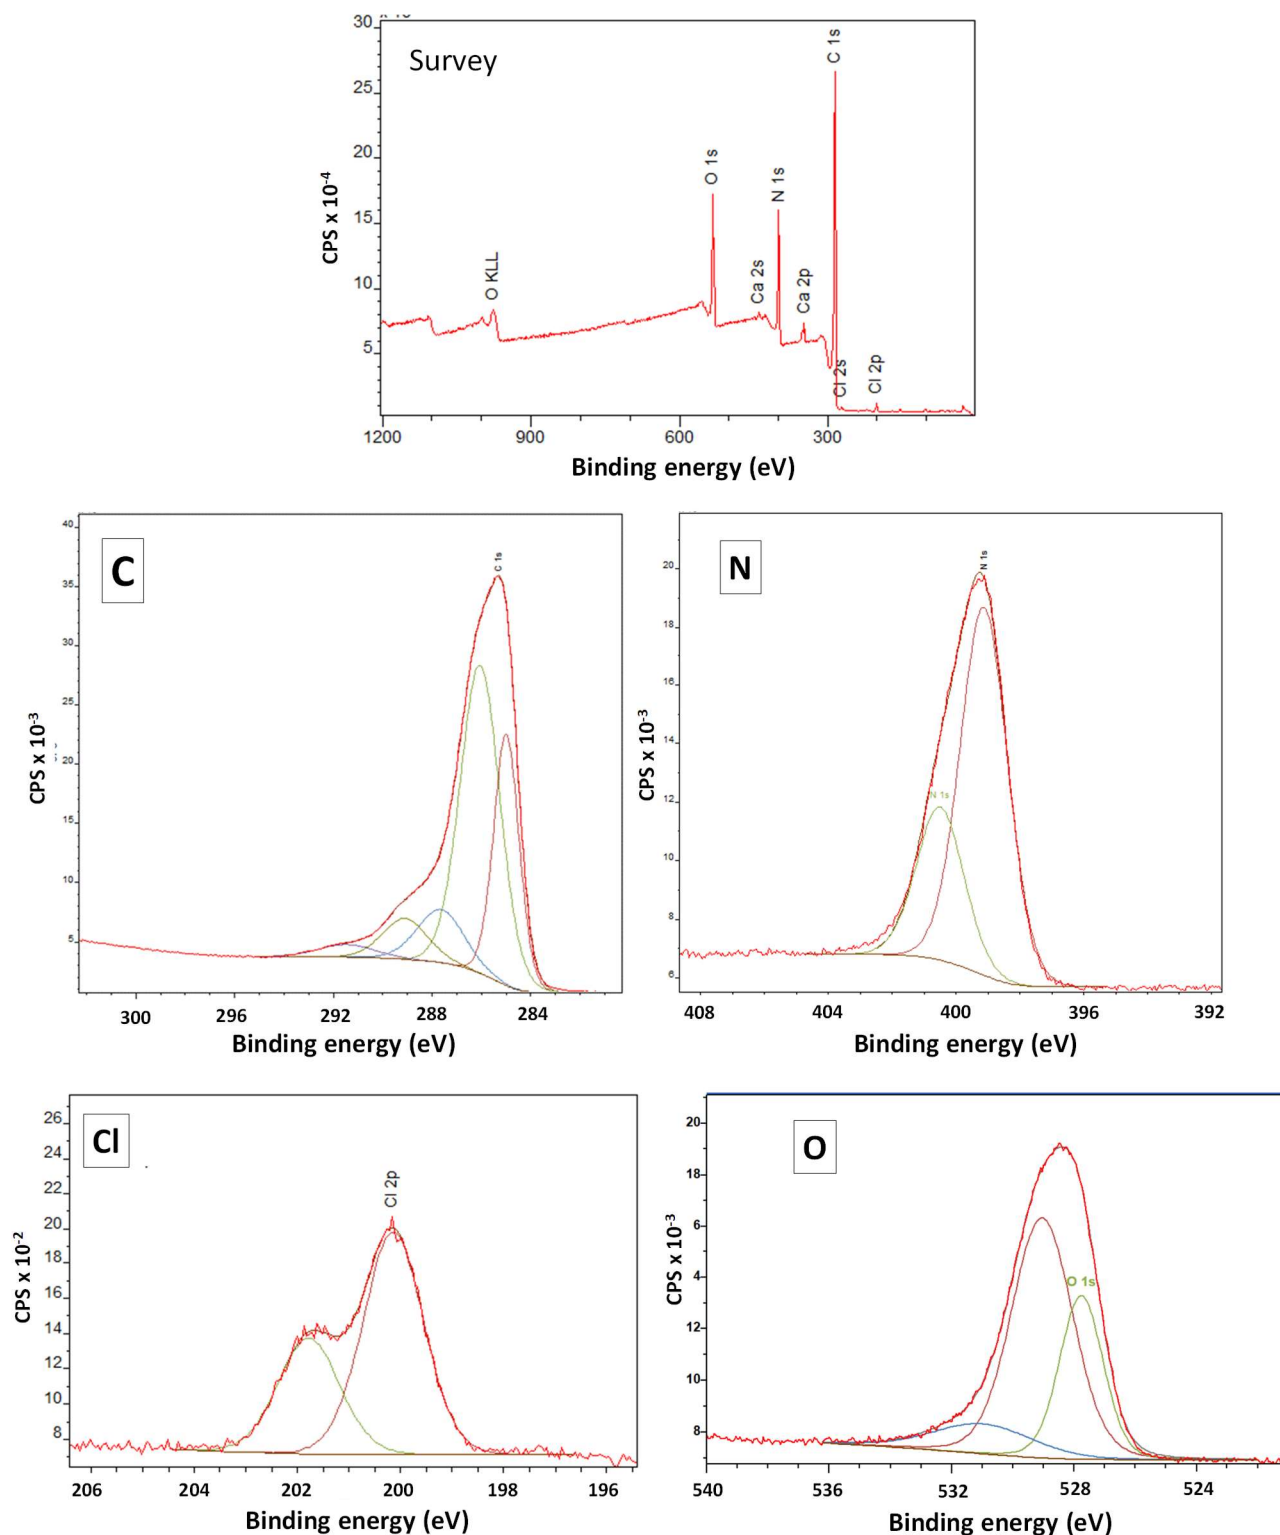 30
Survey
C 1s
25
20
O 1s
N 1s
CPS x 10-4
15
10
O KLL
Ca 2s
Ca 2p
5
Cl 2s
Cl 2p
1200 900 600 300
Binding energy (eV)
C
C 1s
CPS x 10-3
40
35
30
25
20
15
10
5
300 296 292 288 284
Binding energy (eV)
N
N 1s
N 1s
CPS x 10-3
20
18
16
14
12
10
8
6
408 404 400 396 392
Binding energy (eV)
Cl
Cl 2p
CPS x 10-2
26
24
22
20
18
16
14
12
10
8
206 204 202 200 198 196
Binding energy (eV)
O
O 1s
CPS x 10-3
20
18
6
4
12
10
8
540 536 532 528 524
Binding energy (eV)